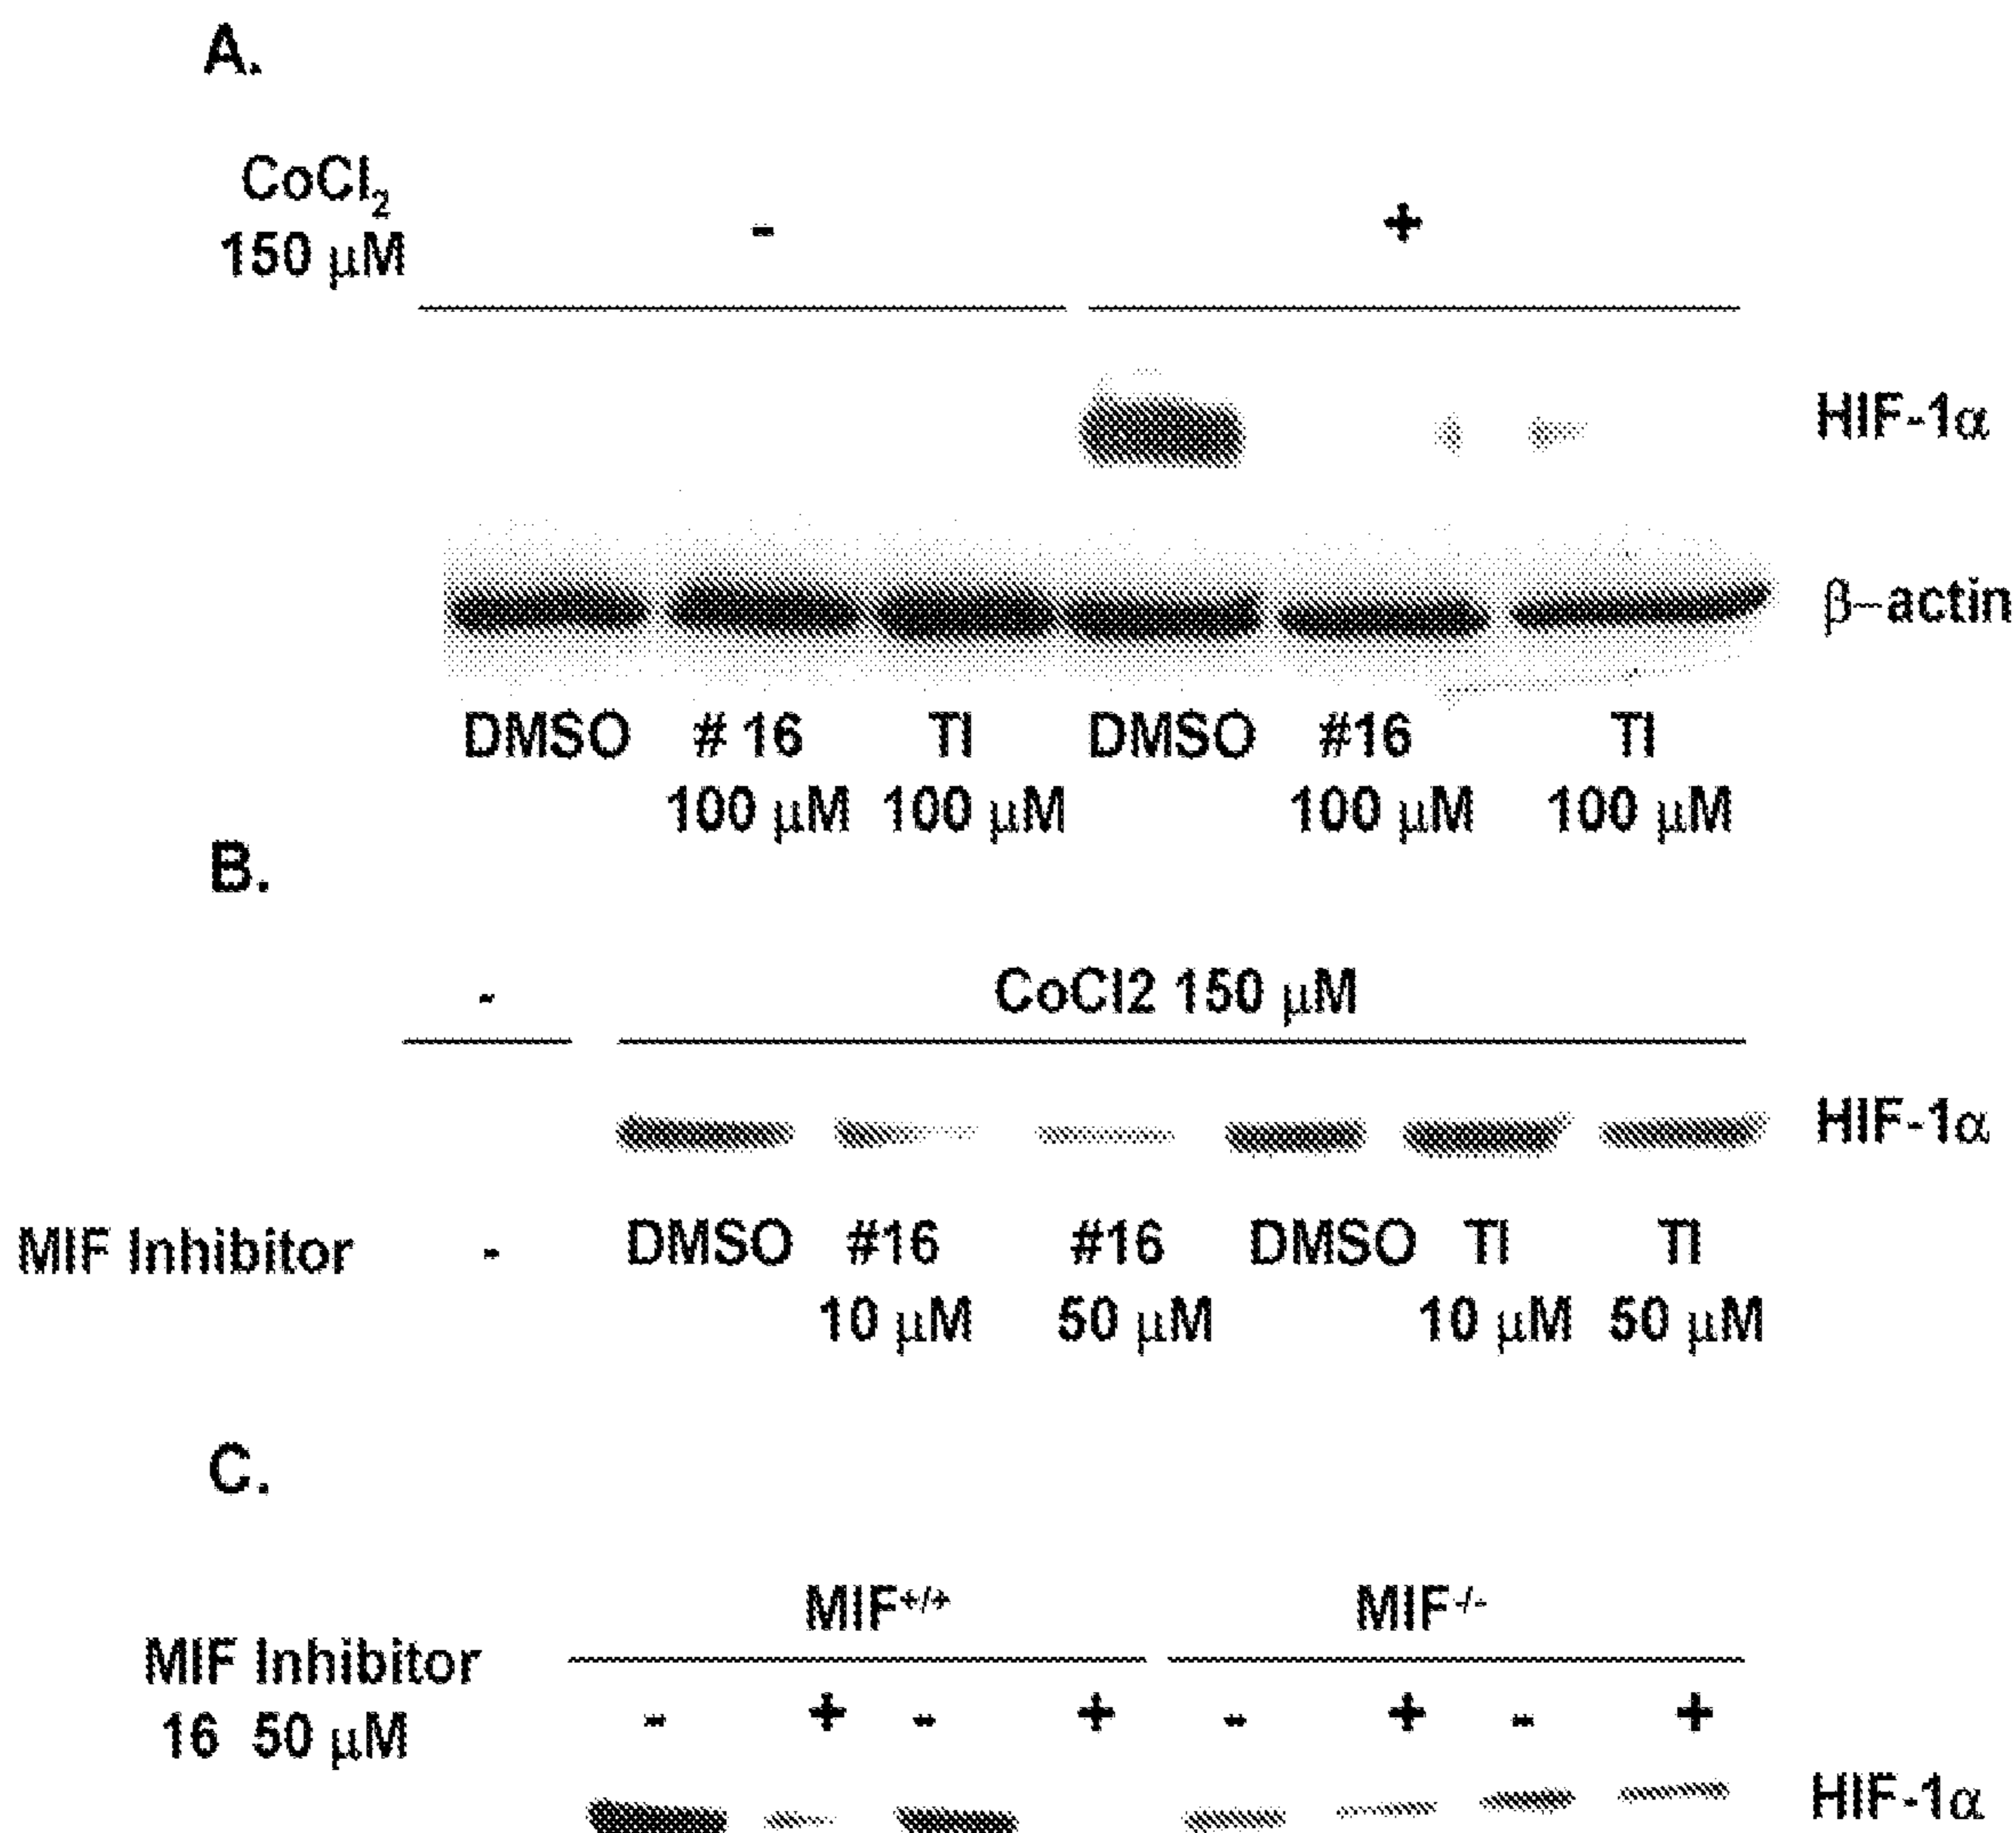 A.
CoCl₂
150 μM
- +
HIF-1α
β–actin
DMSO # 16 TI DMSO #16 TI
100 μM 100 μM 100 μM 100 μM
B.
- CoCl2 150 μM
HIF-1α
MIF Inhibitor - DMSO #16 #16 DMSO TI TI
10 μM 50 μM 10 μM 50 μM
C.
MIF+/+ MIF-/-
MIF Inhibitor
16 50 μM - + - + - + - +
HIF-1α